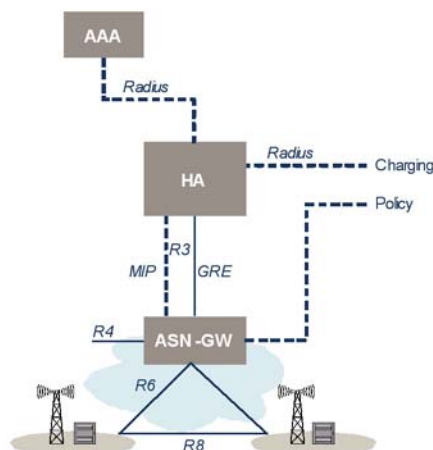 AAA
Radius
Radius
HA
Charging
Policy
R3
MIP
GRE
R4
ASN -GW
R6
R8